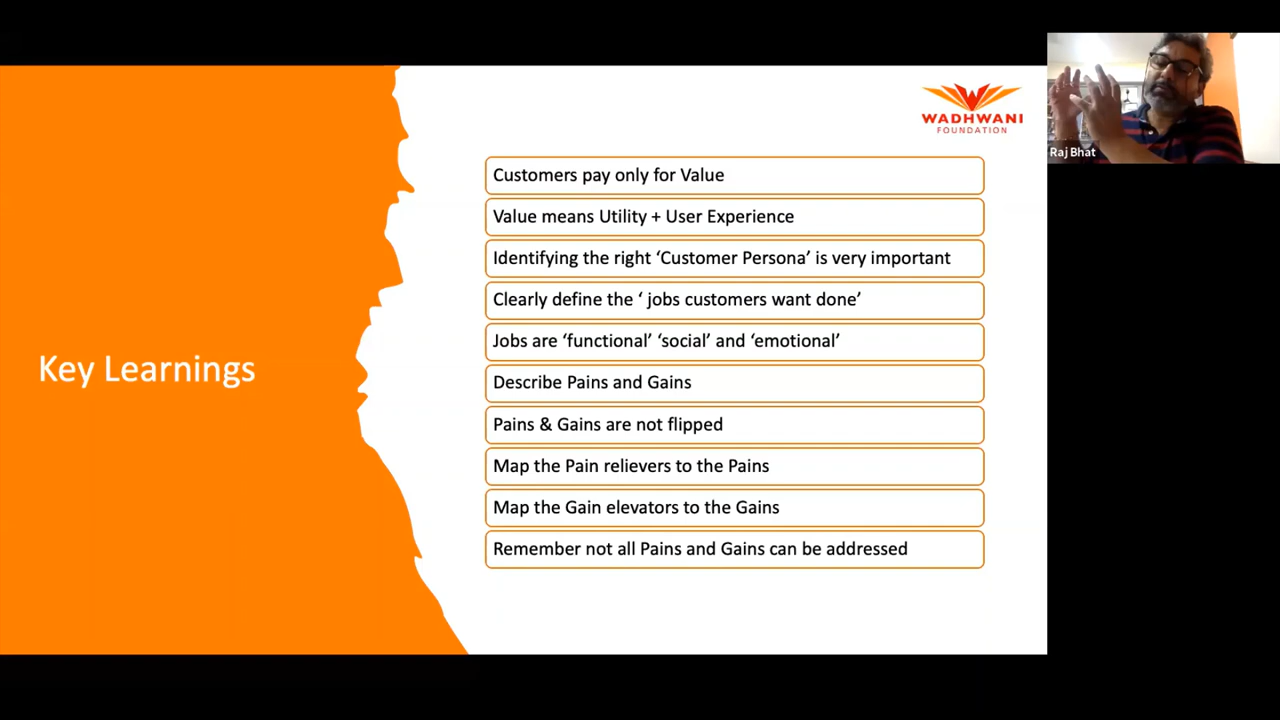 WADHWANI
FOUNDATION
Raj Bhat
Key Learnings
Customers pay only for Value
Value means Utility + User Experience
Identifying the right ‘Customer Persona’ is very important
Clearly define the ‘ jobs customers want done’
Jobs are ‘functional’ ‘social’ and ‘emotional’
Describe Pains and Gains
Pains & Gains are not flipped
Map the Pain relievers to the Pains
Map the Gain elevators to the Gains
Remember not all Pains and Gains can be addressed